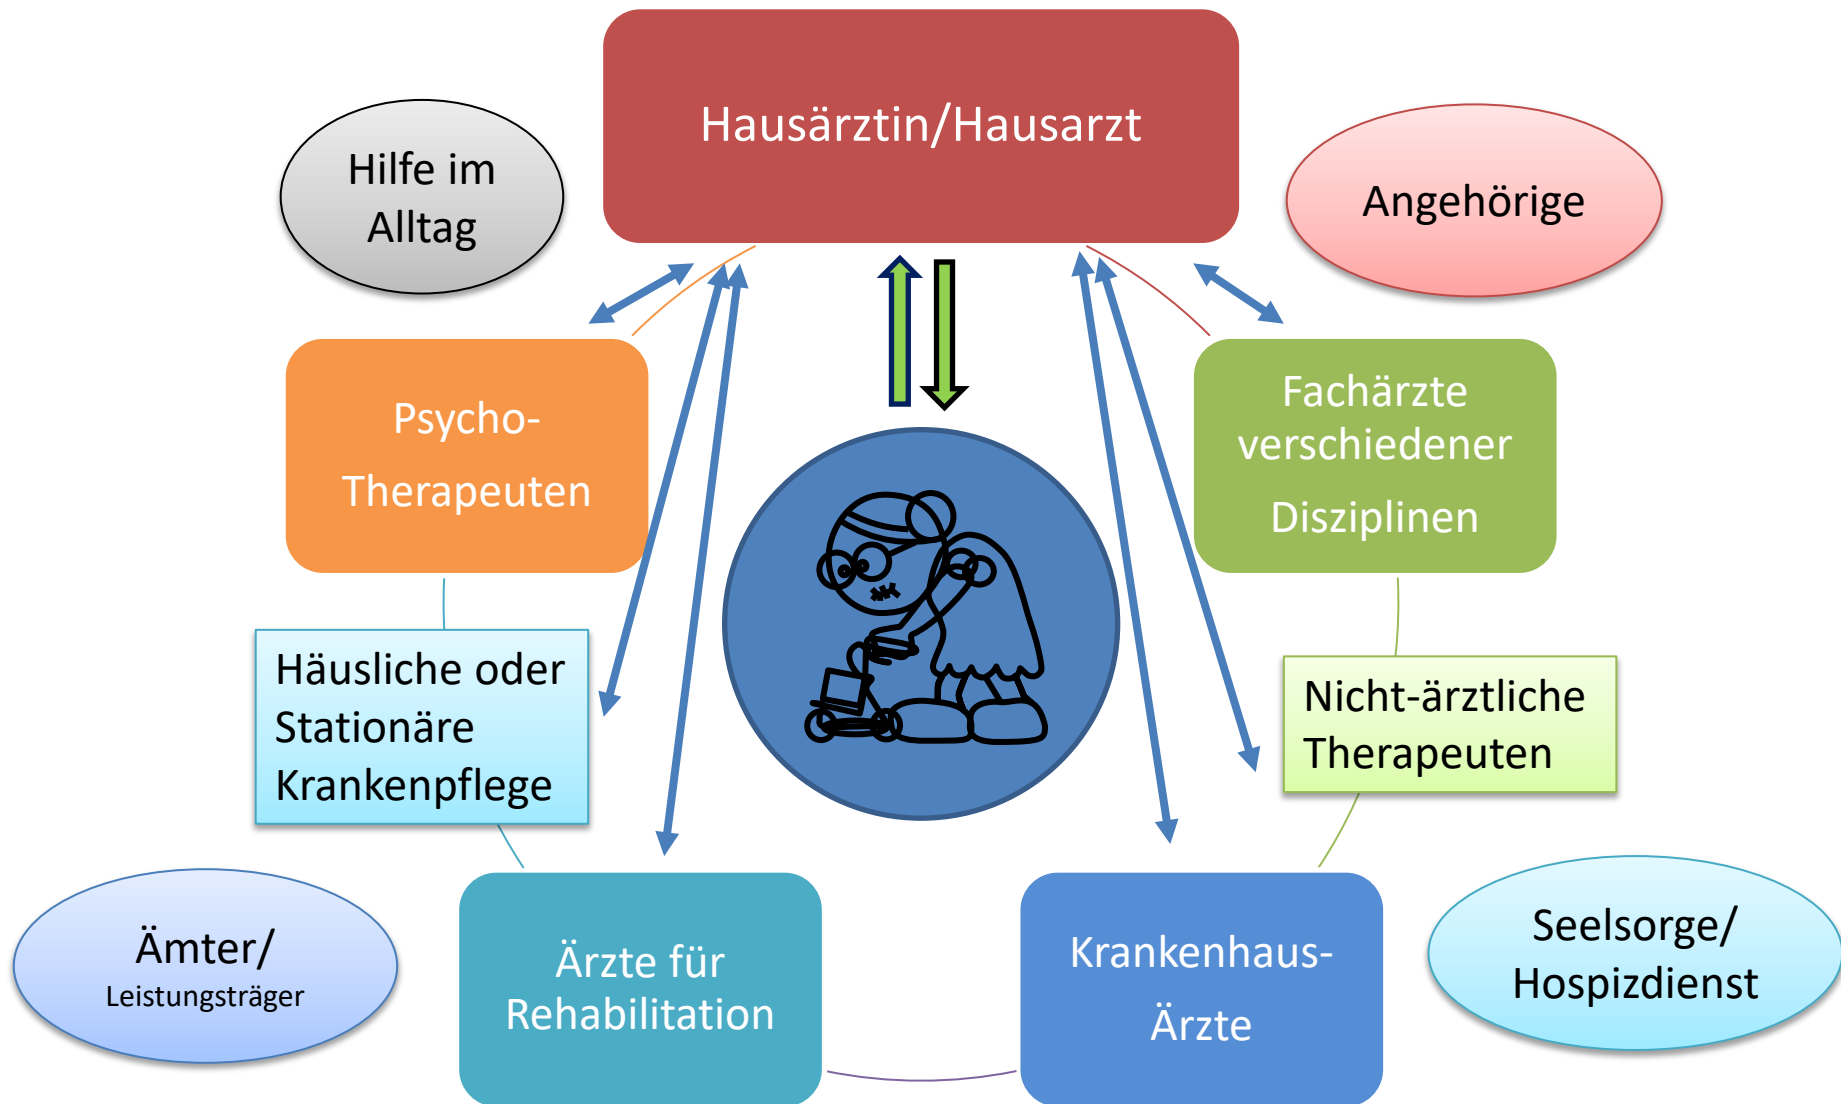 Hausärztin/Hausarzt
Hilfe im
Alltag
Angehörige
Psycho-
Therapeuten
Fachärzte
verschiedener
Disziplinen
Häusliche oder
Stationäre
Krankenpflege
Nicht-ärztliche
Therapeuten
Ämter/
Leistungsträger
Ärzte für
Rehabilitation
Krankenhaus-
Ärzte
Seelsorge/
Hospizdienst